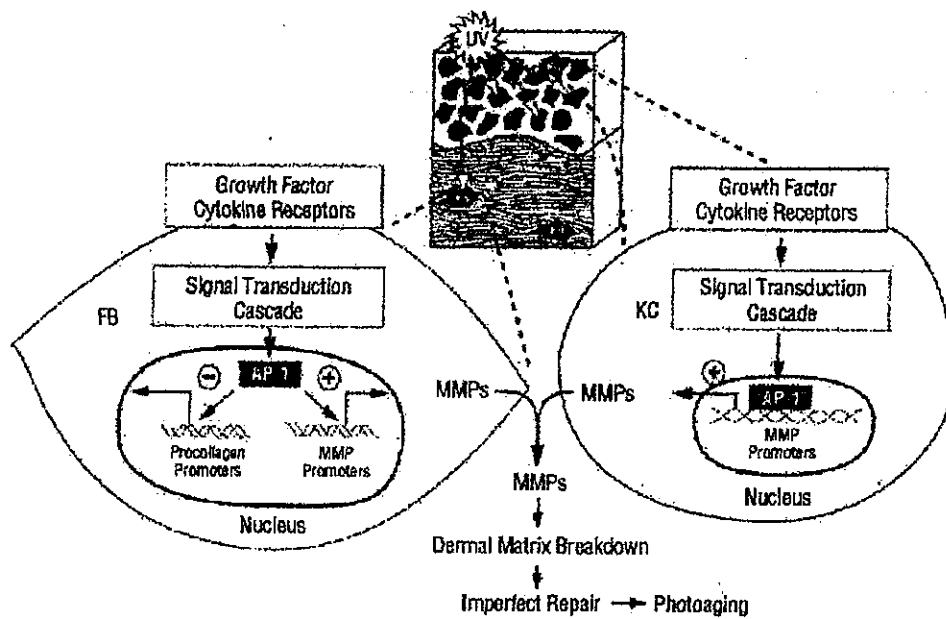 UV
Growth Factor
Cytokine Receptors
Signal Transduction
Cascade
FB
AP-1
−
+
Procollagen
Promoters
MMP
Promoters
Nucleus
Growth Factor
Cytokine Receptors
Signal Transduction
Cascade
KC
+
AP-1
MMP
Promoters
Nucleus
MMPs
MMPs
MMPs
Dermal Matrix Breakdown
Imperfect Repair → Photoaging